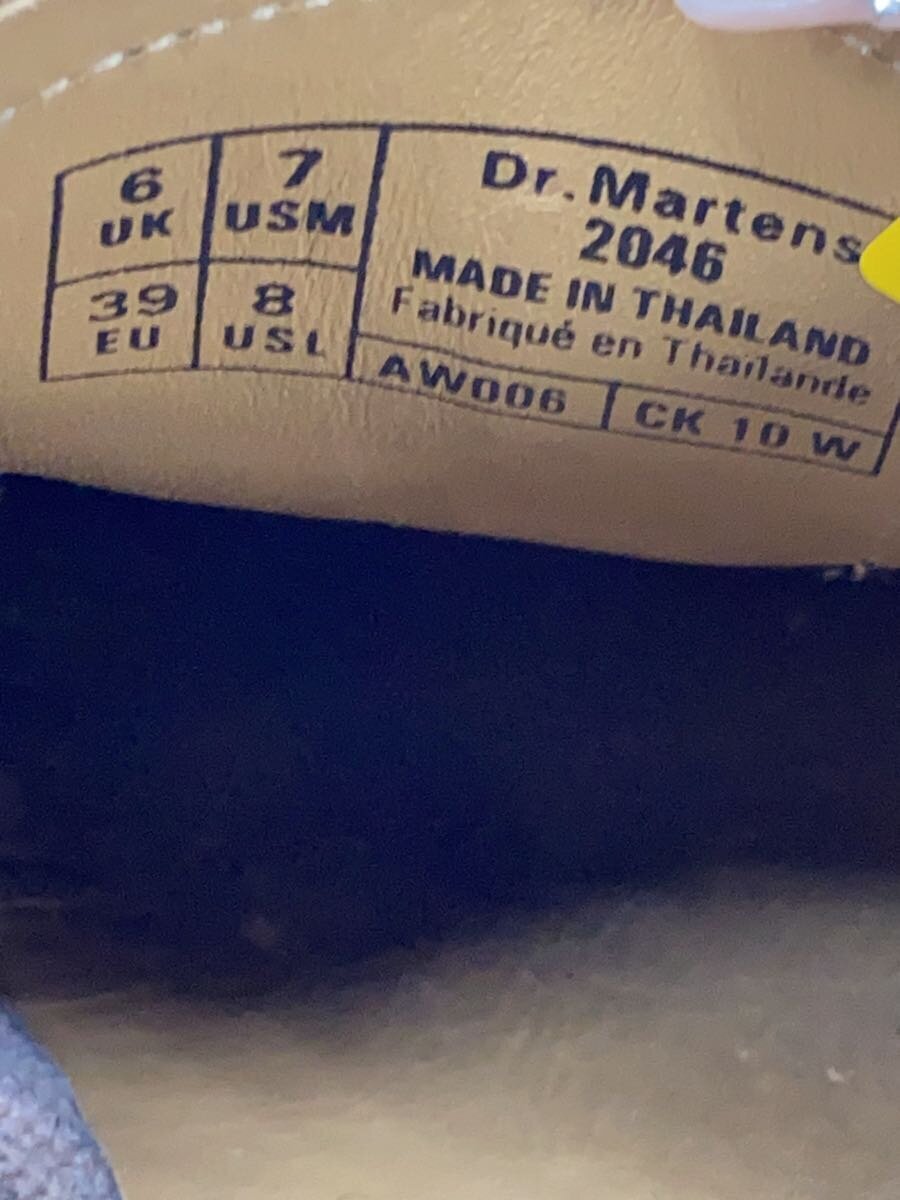 6 UK
7 USM
39 EU
8 USL
Dr. Martens
2046
MADE IN THAILAND
Fabriqué en Thaïlande
AW006
CK 10 W